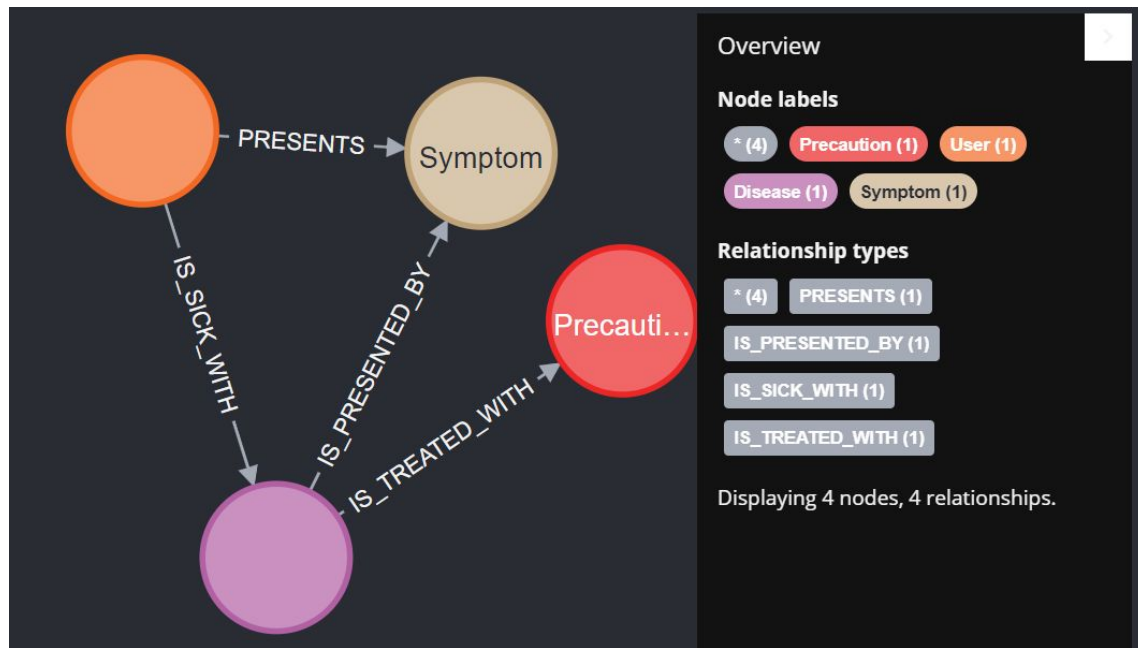 PRESENTS
Symptom
IS_SICK_WITH
IS_PRESENTED_BY
Precauti...
IS_TREATED_WITH
Overview
Node labels
* (4) Precaution (1) User (1)
Disease (1) Symptom (1)
Relationship types
* (4) PRESENTS (1)
IS_PRESENTED_BY (1)
IS_SICK_WITH (1)
IS_TREATED_WITH (1)
Displaying 4 nodes, 4 relationships.